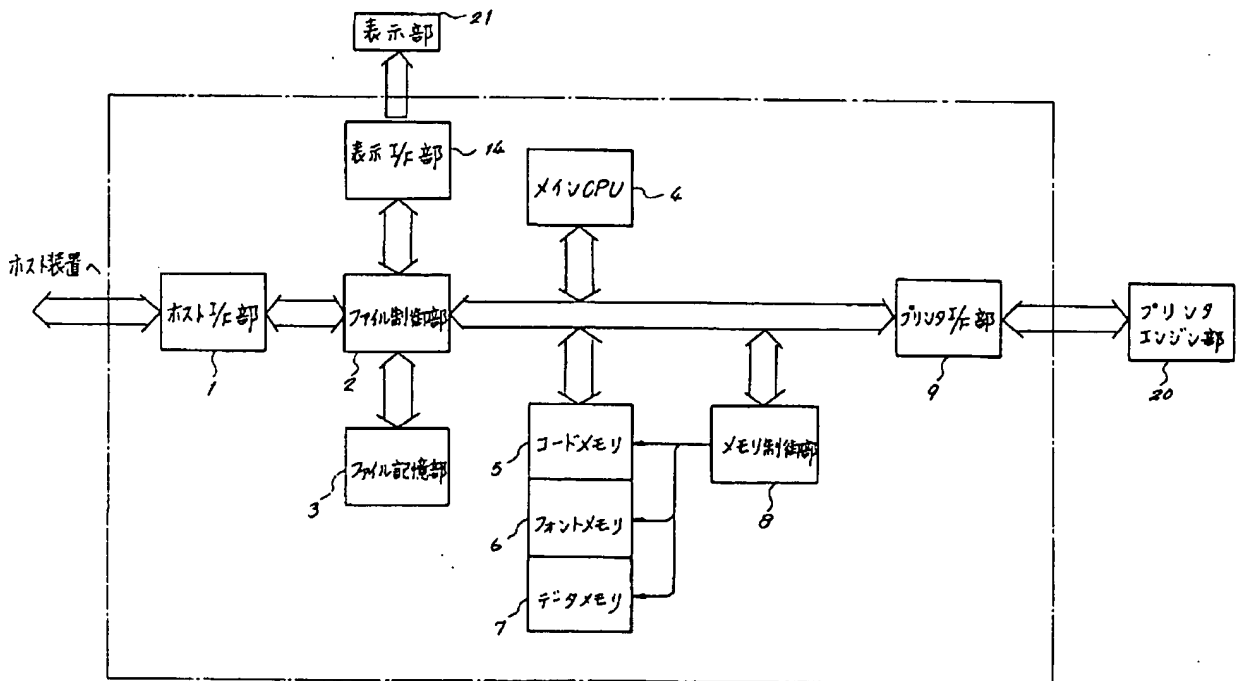 21
表示部
表示I/F部
14
メインCPU
4
ホスト装置へ
ホストI/F部
1
ファイル制御部
2
プリンタI/F部
9
プリンタ
エンジン部
20
ファイル記憶部
3
コードメモリ
5
メモリ制御部
8
フォントメモリ
6
データメモリ
7